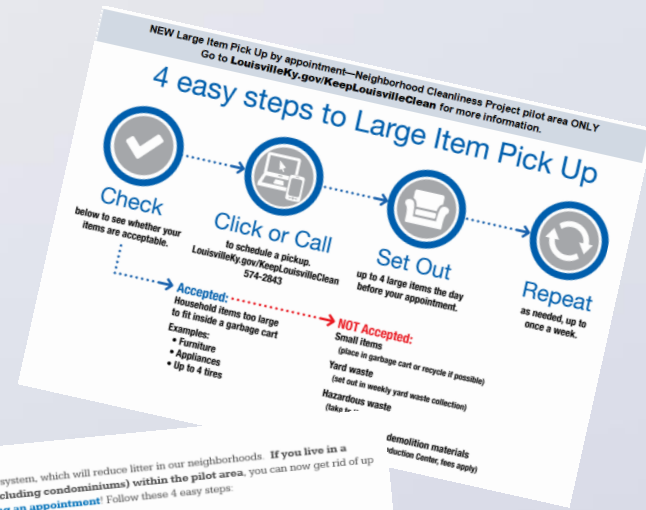 NEW Large Item Pick Up by appointment—Neighborhood Cleanliness Project pilot area ONLY
Go to LouisvilleKy.gov/KeepLouisvilleClean for more information.
4 easy steps to Large Item Pick Up
Check
below to see whether your
items are acceptable.
Click or Call
to schedule a pickup.
LouisvilleKy.gov/KeepLouisvilleClean
574-2843
Set Out
up to 4 large items the day
before your appointment.
Repeat
as needed, up to
once a week.
Accepted:
Household items too large
to fit inside a garbage cart
Examples:
• Furniture
• Appliances
• Up to 4 tires
NOT Accepted:
Small items
(place in garbage cart or recycle if possible)
Yard waste
(set out in weekly yard waste collection)
Hazardous waste
(take to
demolition materials
Center, fees apply)
system, which will reduce litter in our neighborhoods. If you live in a
condominiums) within the pilot area, you can now get rid of up
an appointment! Follow these 4 easy steps: